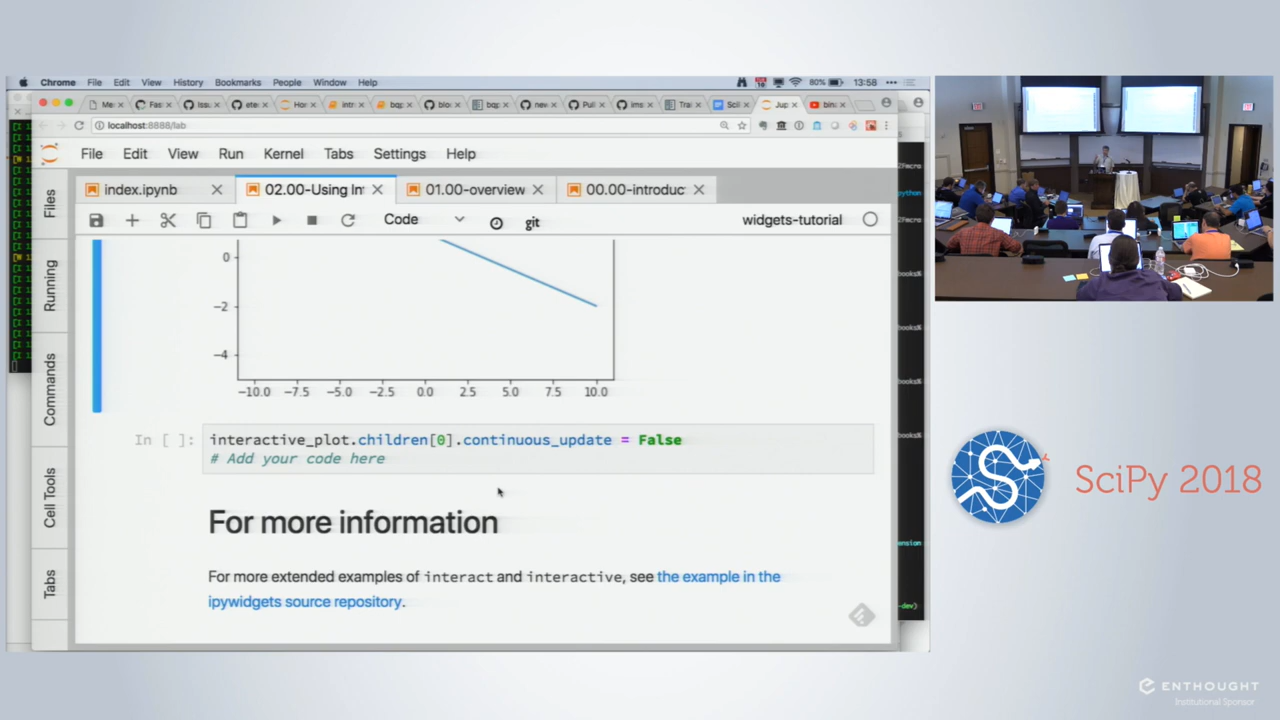 Chrome File Edit View History Bookmarks People Window Help
80% 13:58
localhost:8888/lab
File Edit View Run Kernel Tabs Settings Help
index.ipynb
02.00-Using Int
01.00-overview
00.00-introduc
Code
git
widgets-tutorial
Files
Running
Commands
Cell Tools
Tabs
0
−2
−4
−10.0 −7.5 −5.0 −2.5 0.0 2.5 5.0 7.5 10.0
In [ ]:
interactive_plot.children[0].continuous_update = False
# Add your code here
For more information
For more extended examples of interact and interactive, see the example in the
ipywidgets source repository.
SciPy 2018
ENTHOUGHT
Institutional Sponsor